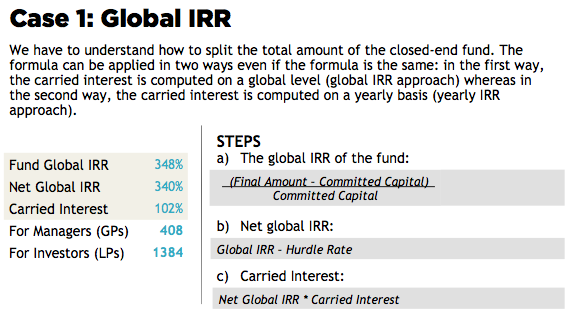 Case 1: Global IRR
We have to understand how to split the total amount of the closed-end fund. The
formula can be applied in two ways even if the formula is the same: in the first way,
the carried interest is computed on a global level (global IRR approach) whereas in
the second way, the carried interest is computed on a yearly basis (yearly IRR
approach).
Fund Global IRR 348%
Net Global IRR 340%
Carried Interest 102%
For Managers (GPs) 408
For Investors (LPs) 1384
STEPS
a) The global IRR of the fund:
(Final Amount – Committed Capital)
Committed Capital
b) Net global IRR:
Global IRR – Hurdle Rate
c) Carried Interest:
Net Global IRR * Carried Interest